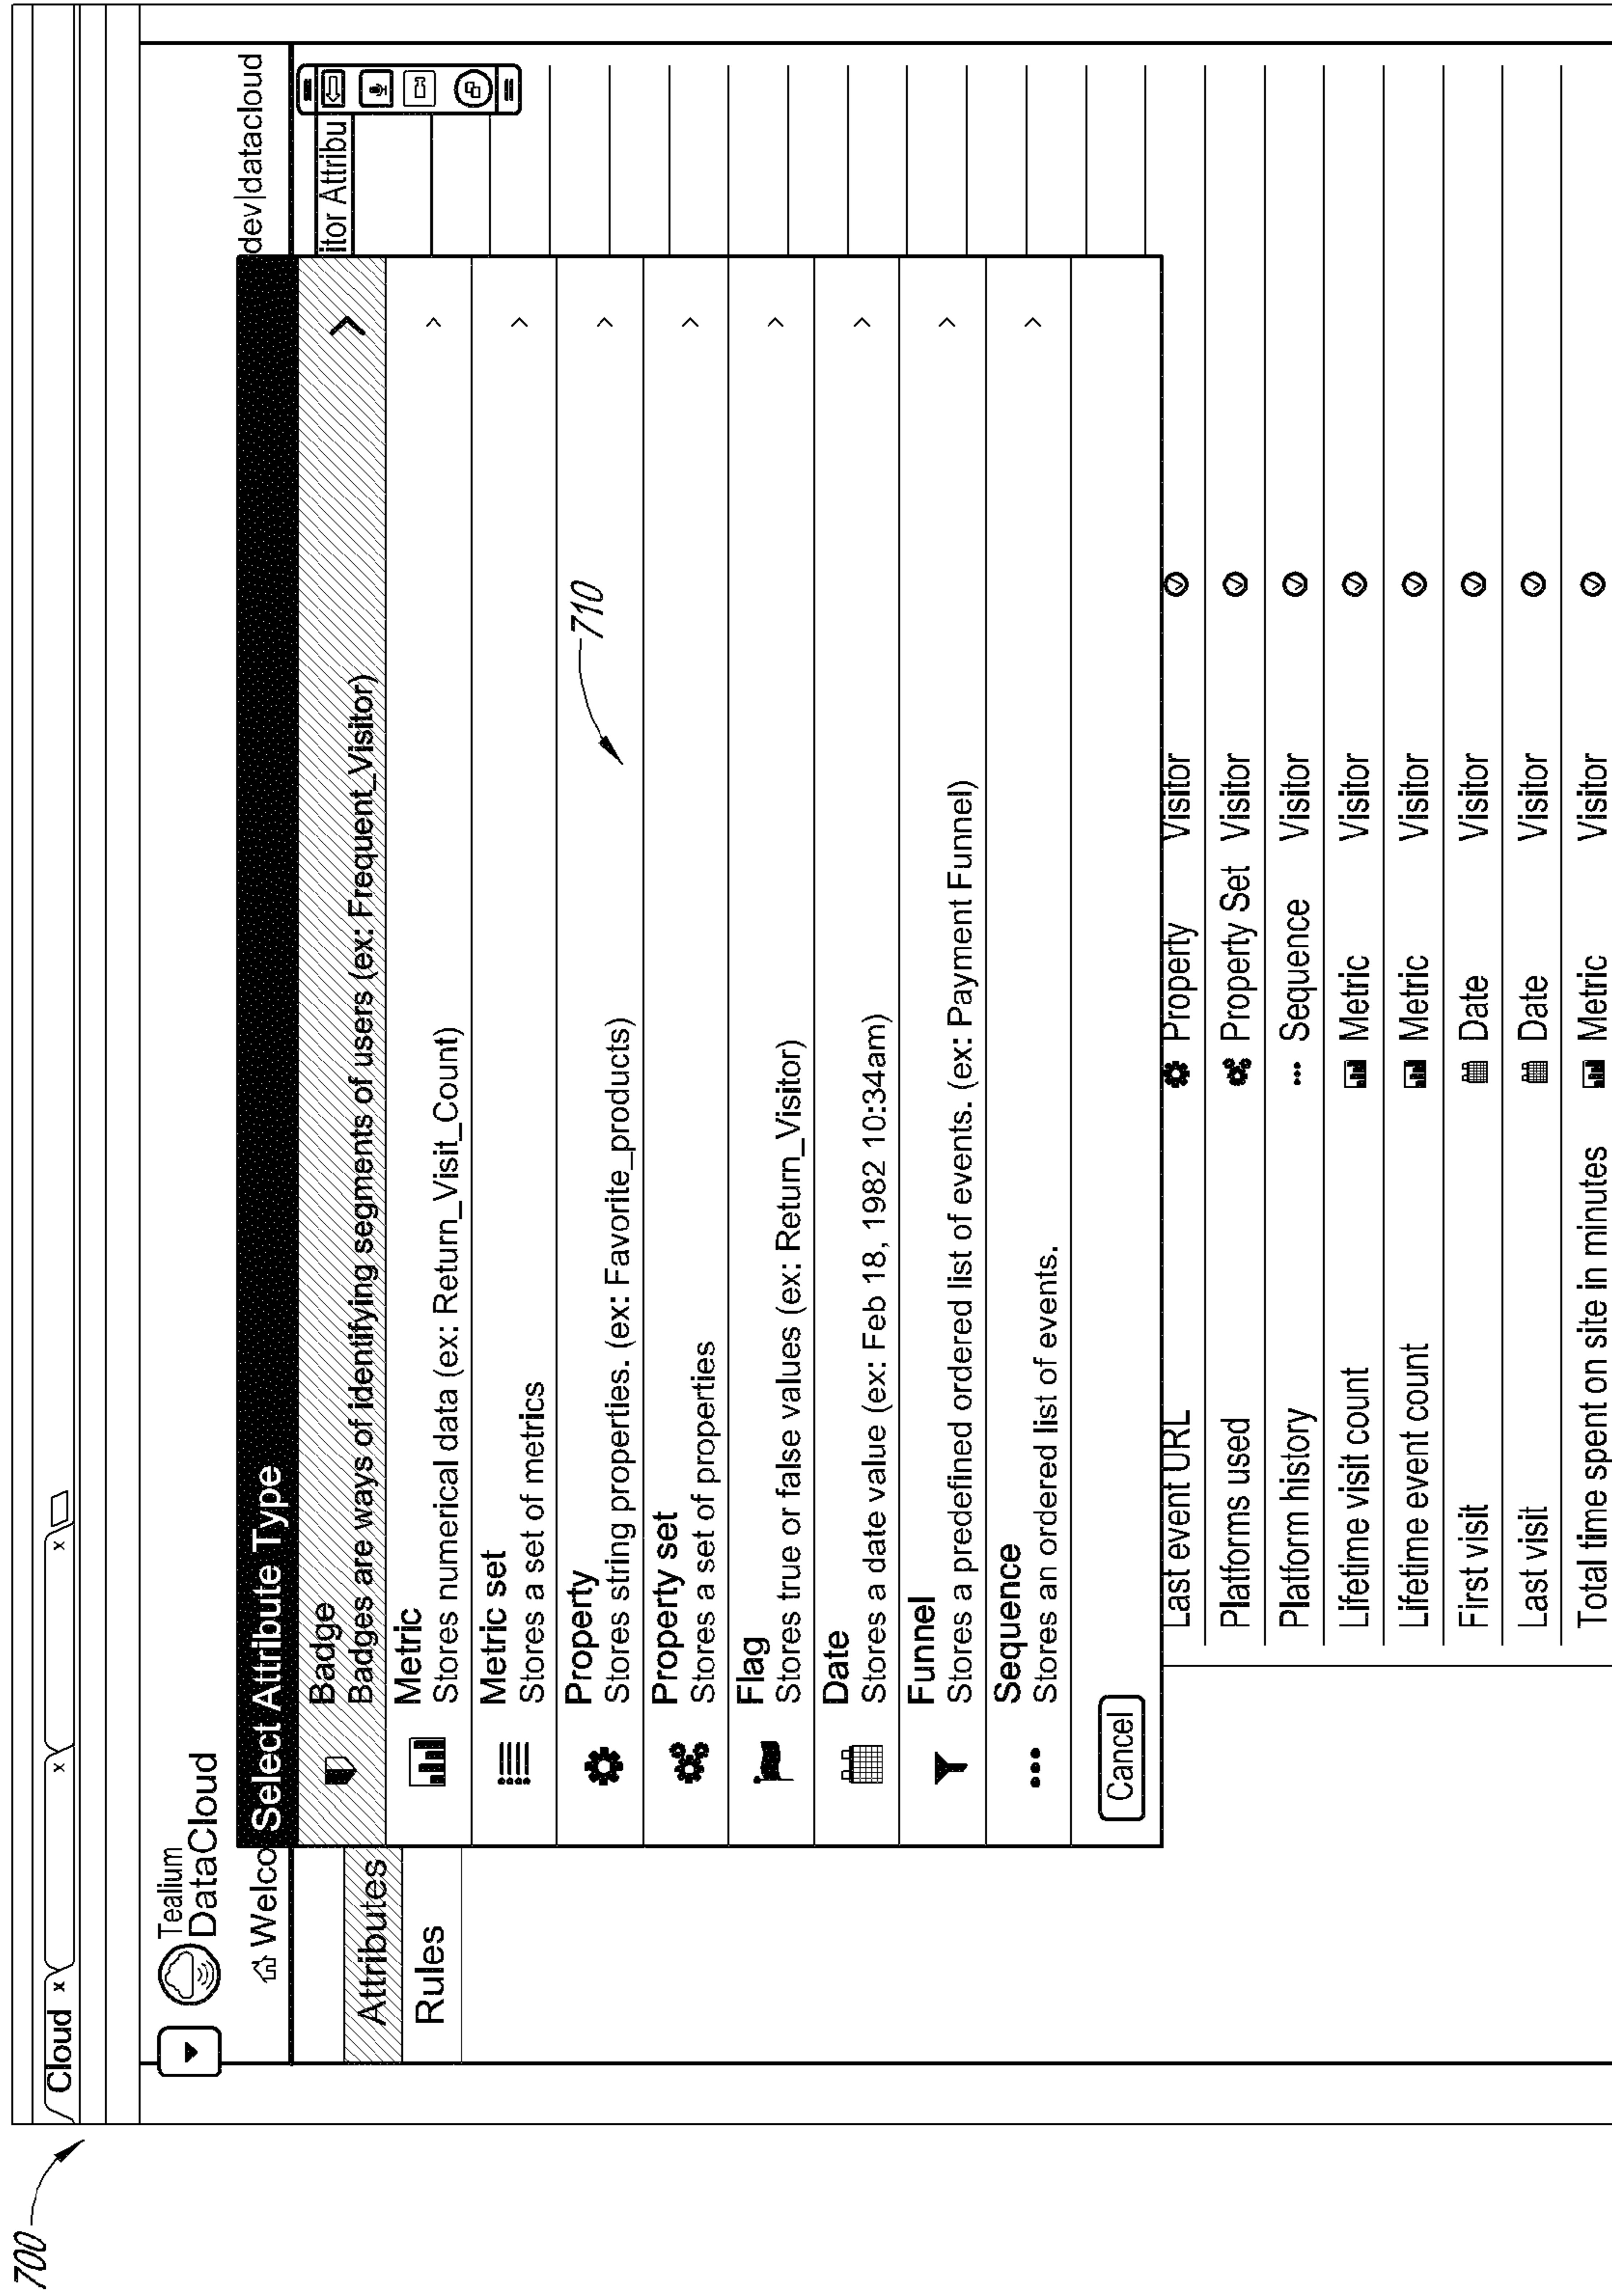 700
Cloud x
x
x
Tealium
DataCloud
Welco
dev|datacloud
Select Attribute Type
itor Attribu
Attributes
Rules
Badge
Badges are ways of identifying segments of users (ex: Frequent_Visitor)
Metric
Stores numerical data (ex: Return_Visit_Count)
Metric set
Stores a set of metrics
Property
Stores string properties. (ex: Favorite_products)
710
Property set
Stores a set of properties
Flag
Stores true or false values (ex: Return_Visitor)
Date
Stores a date value (ex: Feb 18, 1982 10:34am)
Funnel
Stores a predefined ordered list of events. (ex: Payment Funnel)
Sequence
Stores an ordered list of events.
Cancel
Last event URL Property Visitor
Platforms used Property Set Visitor
Platform history Sequence Visitor
Lifetime visit count Metric Visitor
Lifetime event count Metric Visitor
First visit Date Visitor
Last visit Date Visitor
Total time spent on site in minutes Metric Visitor